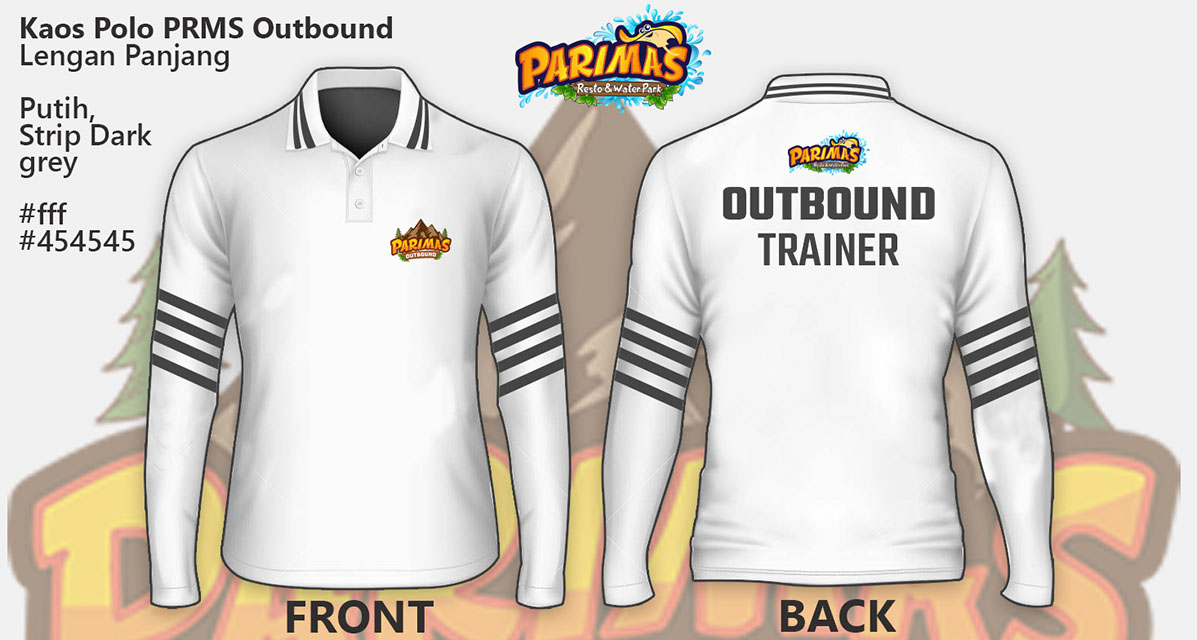 Kaos Polo PRMS Outbound
Lengan Panjang
Putih,
Strip Dark
grey
#fff
#454545
PARIMAS
Resto & Water Park
PARIMAS
OUTBOUND
PARIMAS
Resto & Water Park
OUTBOUND
TRAINER
PARIMAS
FRONT
BACK